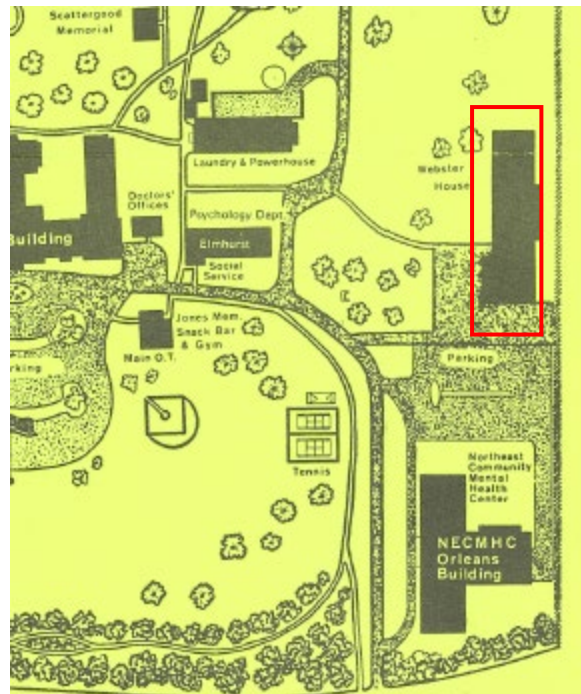 Scattergood
Memorial
Laundry & Powerhouse
Webster
House
Doctors'
Offices
Psychology Dept.
Building
Elmhurst
Social
Service
Jones Mem.
Snack Bar
& Gym
Main O.T.
Parking
rking
Tennis
Northeast
Community
Mental
Health
Center
NECMHC
Orleans
Building